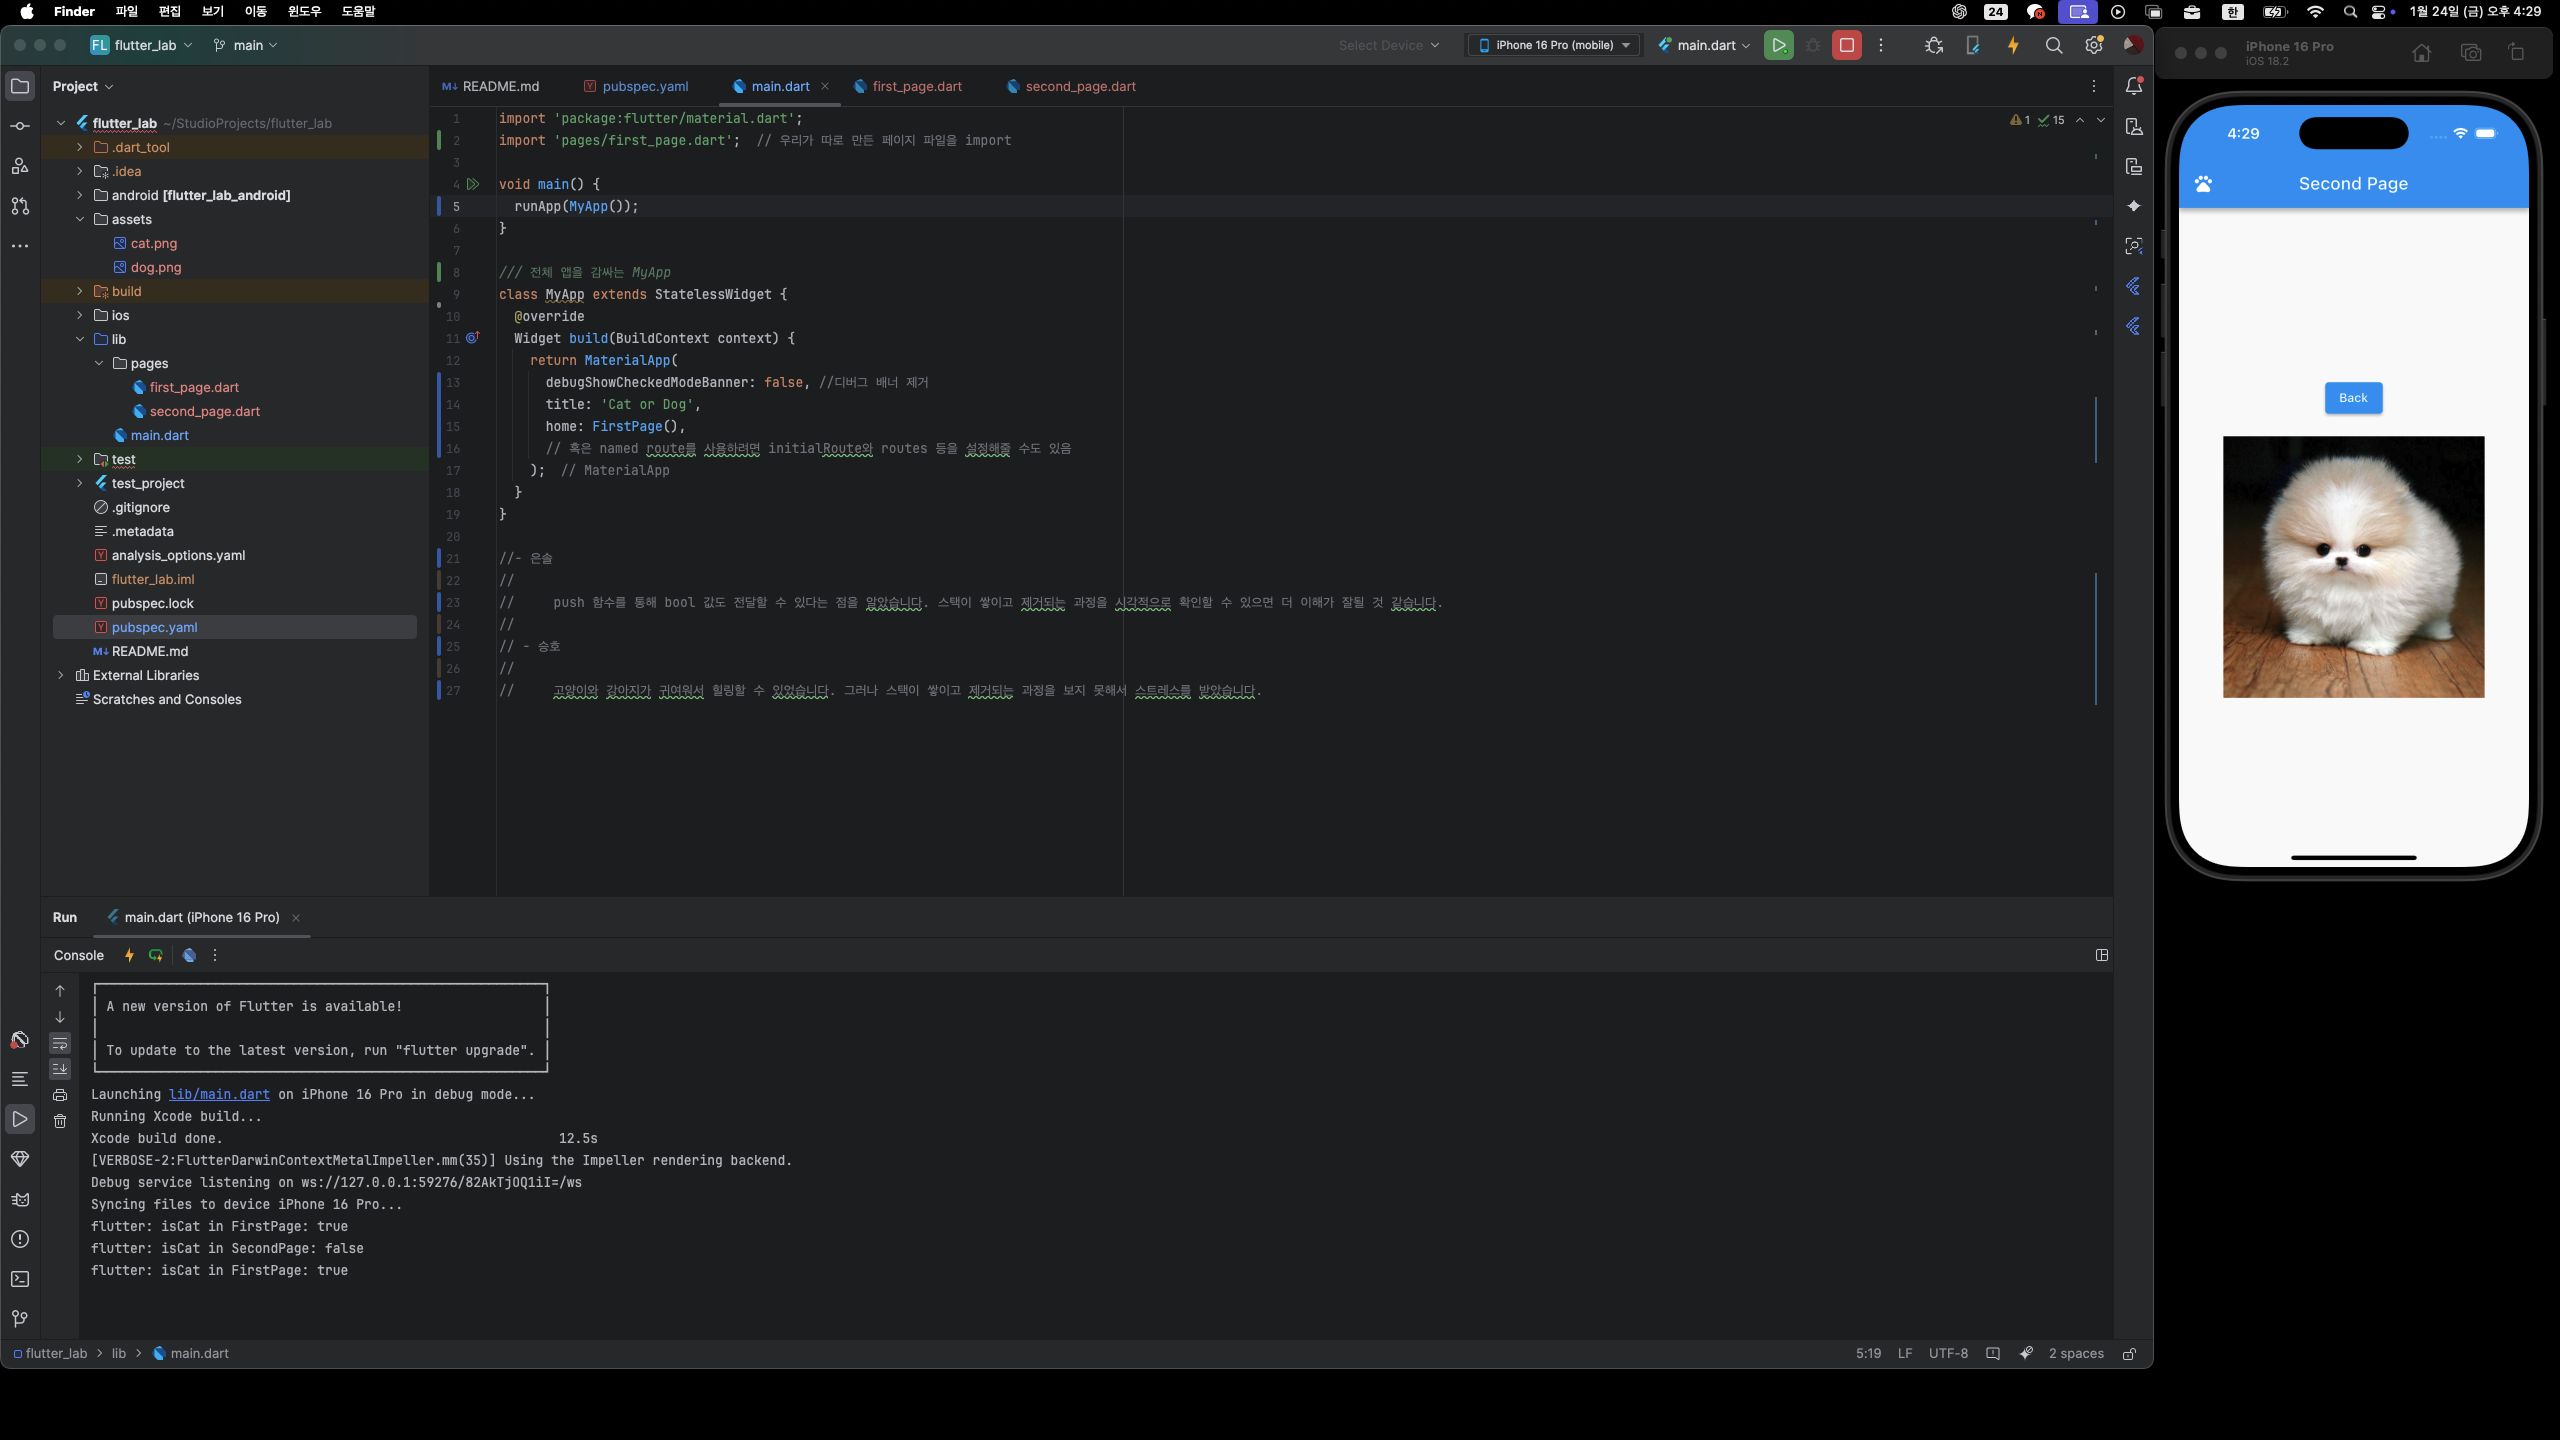 Finder 파일 편집 보기 이동 윈도우 도움말
24 한 1월 24일 (금) 오후 4:29
FL flutter_lab main
Select Device iPhone 16 Pro (mobile) main.dart
Project
flutter_lab ~/StudioProjects/flutter_lab
.dart_tool
.idea
android [flutter_lab_android]
assets
cat.png
dog.png
build
ios
lib
pages
first_page.dart
second_page.dart
main.dart
test
test_project
.gitignore
.metadata
analysis_options.yaml
flutter_lab.iml
pubspec.lock
pubspec.yaml
README.md
External Libraries
Scratches and Consoles
README.md pubspec.yaml main.dart first_page.dart second_page.dart
1 15
1 import 'package:flutter/material.dart';
2 import 'pages/first_page.dart';  // 우리가 따로 만든 페이지 파일을 import
3
4 void main() {
5   runApp(MyApp());
6 }
7
8 /// 전체 앱을 감싸는 MyApp
9 class MyApp extends StatelessWidget {
10   @override
11   Widget build(BuildContext context) {
12     return MaterialApp(
13       debugShowCheckedModeBanner: false, //디버그 배너 제거
14       title: 'Cat or Dog',
15       home: FirstPage(),
16       // 혹은 named route를 사용하려면 initialRoute와 routes 등을 설정해줄 수도 있음
17     );  // MaterialApp
18   }
19 }
20
21 //- 은솔
22 //
23 //     push 함수를 통해 bool 값도 전달할 수 있다는 점을 알았습니다. 스택이 쌓이고 제거되는 과정을 시각적으로 확인할 수 있으면 더 이해가 잘될 것 같습니다.
24 //
25 // - 승호
26 //
27 //     고양이와 강아지가 귀여워서 힐링할 수 있었습니다. 그러나 스택이 쌓이고 제거되는 과정을 보지 못해서 스트레스를 받았습니다.
Run main.dart (iPhone 16 Pro)
Console
A new version of Flutter is available!
To update to the latest version, run "flutter upgrade".
Launching lib/main.dart on iPhone 16 Pro in debug mode...
Running Xcode build...
Xcode build done. 12.5s
[VERBOSE-2:FlutterDarwinContextMetalImpeller.mm(35)] Using the Impeller rendering backend.
Debug service listening on ws://127.0.0.1:59276/82AkTjOQ1iI=/ws
Syncing files to device iPhone 16 Pro...
flutter: isCat in FirstPage: true
flutter: isCat in SecondPage: false
flutter: isCat in FirstPage: true
flutter_lab > lib > main.dart
5:19 LF UTF-8 2 spaces
iPhone 16 Pro
iOS 18.2
4:29
Second Page
Back